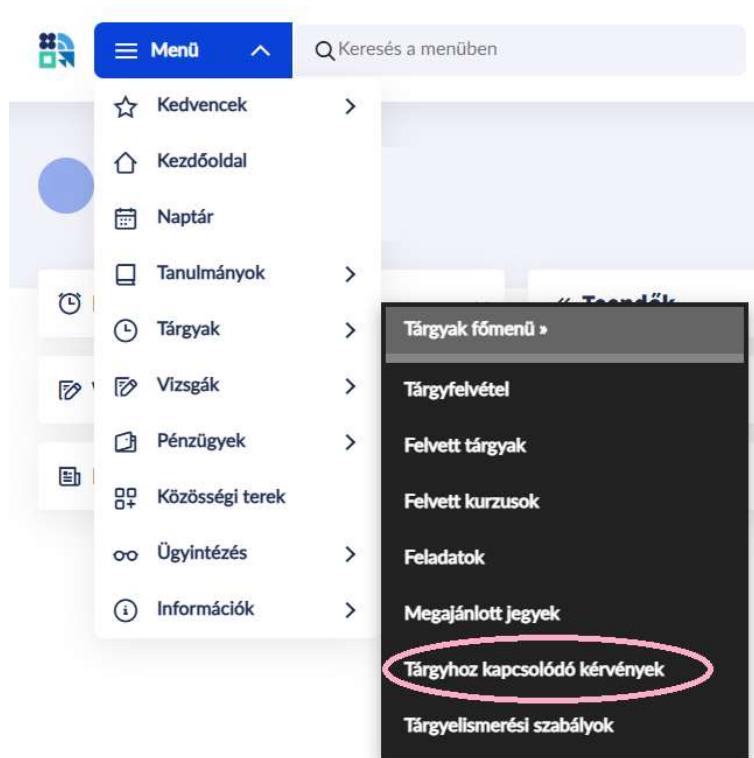 Menü
Keresés a menüben
Kedvencek
Kezdőoldal
Naptár
Tanulmányok
Tárgyak
Vizsgák
Pénzügyek
Közösségi terek
Ügyintézés
Információk
« Teendők
Tárgyak főmenü »
Tárgyfelvétel
Felvett tárgyak
Felvett kurzusok
Feladatok
Megajánlott jegyek
Tárgyhoz kapcsolódó kérvények
Tárgyelismerési szabályok